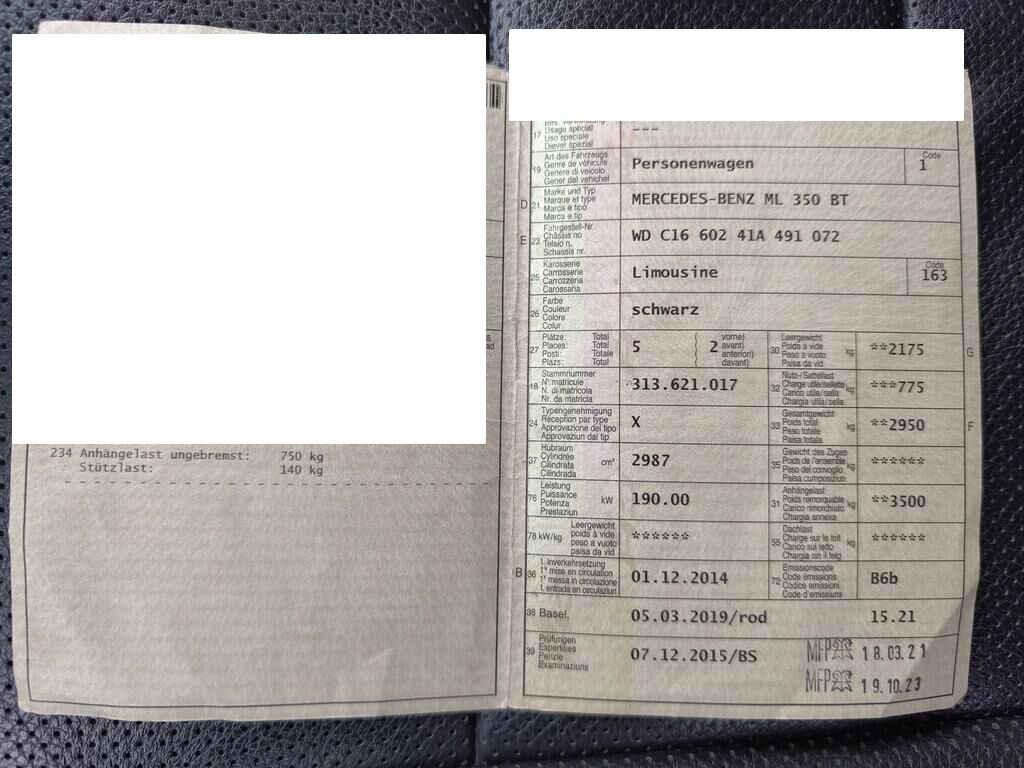 234 Anhängelast ungebremst: 750 kg
Stützlast: 140 kg
17 Usage spécial
Uso speciale
Diever spezial
---
19 Art des Fahrzeugs
Genre de véhicule
Genere di veicolo
Gener dal vehichel
Personenwagen
Code
1
D 21 Marke und Typ
Marque et type
Marca e tipo
Marca e tip
MERCEDES-BENZ ML 350 BT
E 23 Fahrgestell-Nr.
Châssis no
Telaio n.
Schassis nr.
WD C16 602 41A 491 072
25 Karosserie
Carrosserie
Carrozzeria
Carossaria
Limousine
Code
163
26 Farbe
Couleur
Colore
Colur
schwarz
27 Plätze: Total
Places: Total
Posti: Totale
Plazs: Total
5
( 2 vorne)
avant)
anteriori)
davant)
30 Leergewicht
Poids à vide
Peso a vuoto
Paisa da vid
kg
**2175
G
18 Stammnummer
N° matricule
N. di matricola
Nr. da matricla
313.621.017
32 Nutz-/Sattellast
Charge utile/sellette
Carico utile/sella
Chargia utila/sella
kg
***775
24 Typengenehmigung
Réception par type
Approvazione del tipo
Approvaziun dal tip
X
33 Gesamtgewicht
Poids total
Peso totale
Paisa totala
kg
**2950
F
37 Hubraum
Cylindrée
Cilindrata
Cilindrada
cm³
2987
35 Gewicht des Zuges
Poids de l'ensemble
Peso del convoglio
Paisa cumposiziun
kg
******
76 Leistung
Puissance
Potenza
Prestaziun
kW
190.00
31 Anhängelast
Poids remorquable
Carico rimorchiato
Chargia annexa
kg
**3500
78 kW/kg Leergewicht
poids à vide
peso a vuoto
paisa da vid
******
55 Dachlast
Charge sur le toit
Carico sul tetto
Chargia sin il tetg
kg
******
B 36 1. Inverkehrsetzung
1re mise en circulation
1a messa in circolazione
1. entrada en circulaziun
01.12.2014
72 Emissionscode
Code émissions
Codice emissioni
Code d'emissiuns
B6b
38 Basel,
05.03.2019/rod 15.21
39 Prüfungen
Expertises
Perizie
Examinaziuns
07.12.2015/BS
MFP 18.03.21
MFP 19.10.23